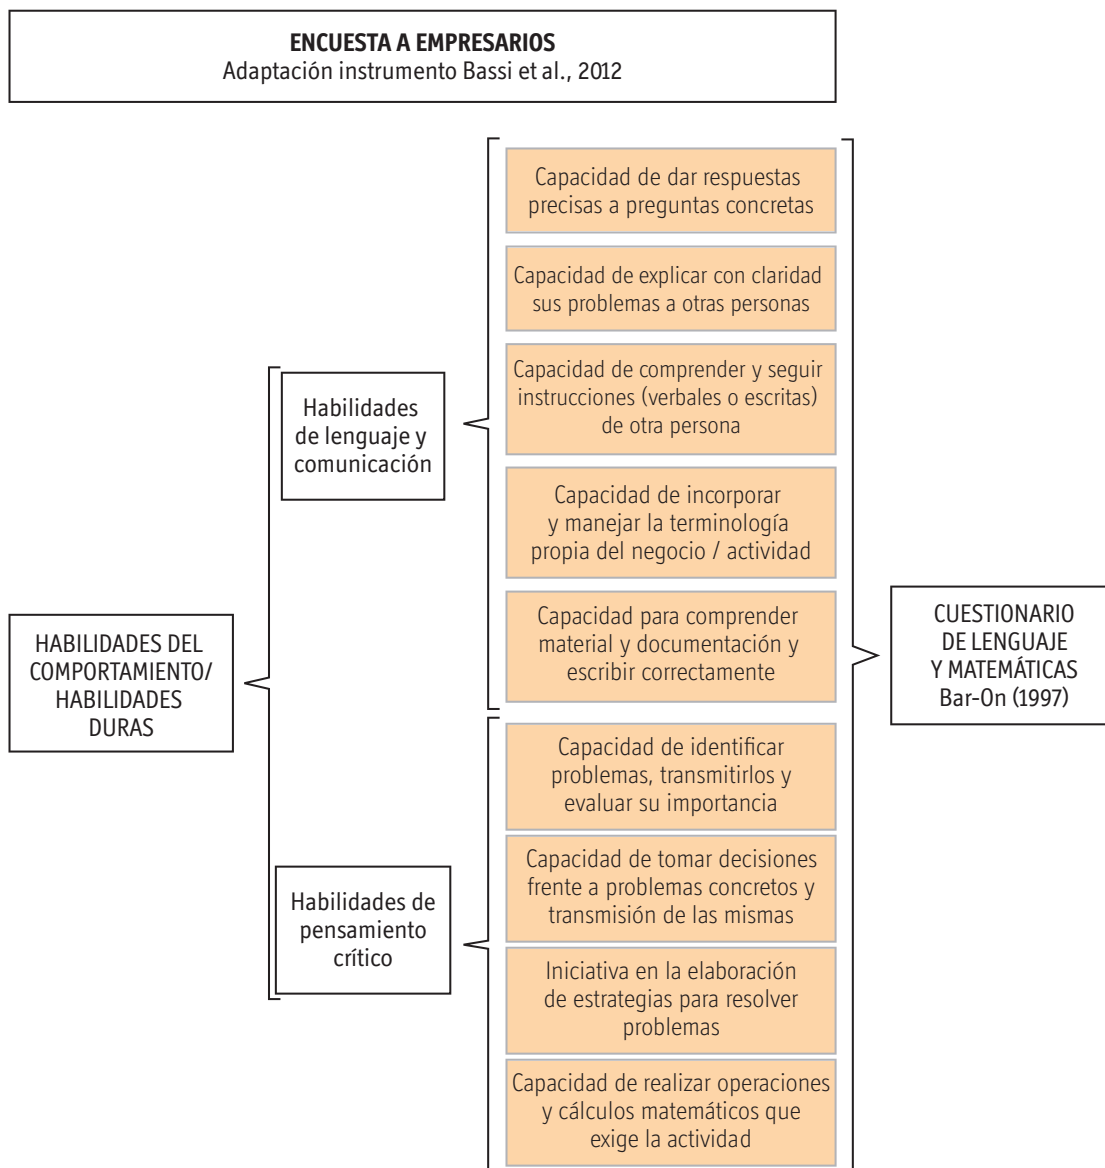 ENCUESTA A EMPRESARIOS
Adaptación instrumento Bassi et al., 2012
HABILIDADES DEL
COMPORTAMIENTO/
HABILIDADES
DURAS
Habilidades
de lenguaje y
comunicación
Capacidad de dar respuestas
precisas a preguntas concretas
Capacidad de explicar con claridad
sus problemas a otras personas
Capacidad de comprender y seguir
instrucciones (verbales o escritas)
de otra persona
Capacidad de incorporar
y manejar la terminología
propia del negocio / actividad
Capacidad para comprender
material y documentación y
escribir correctamente
Habilidades de
pensamiento
crítico
Capacidad de identificar
problemas, transmitirlos y
evaluar su importancia
Capacidad de tomar decisiones
frente a problemas concretos y
transmisión de las mismas
Iniciativa en la elaboración
de estrategias para resolver
problemas
Capacidad de realizar operaciones
y cálculos matemáticos que
exige la actividad
CUESTIONARIO
DE LENGUAJE
Y MATEMÁTICAS
Bar-On (1997)